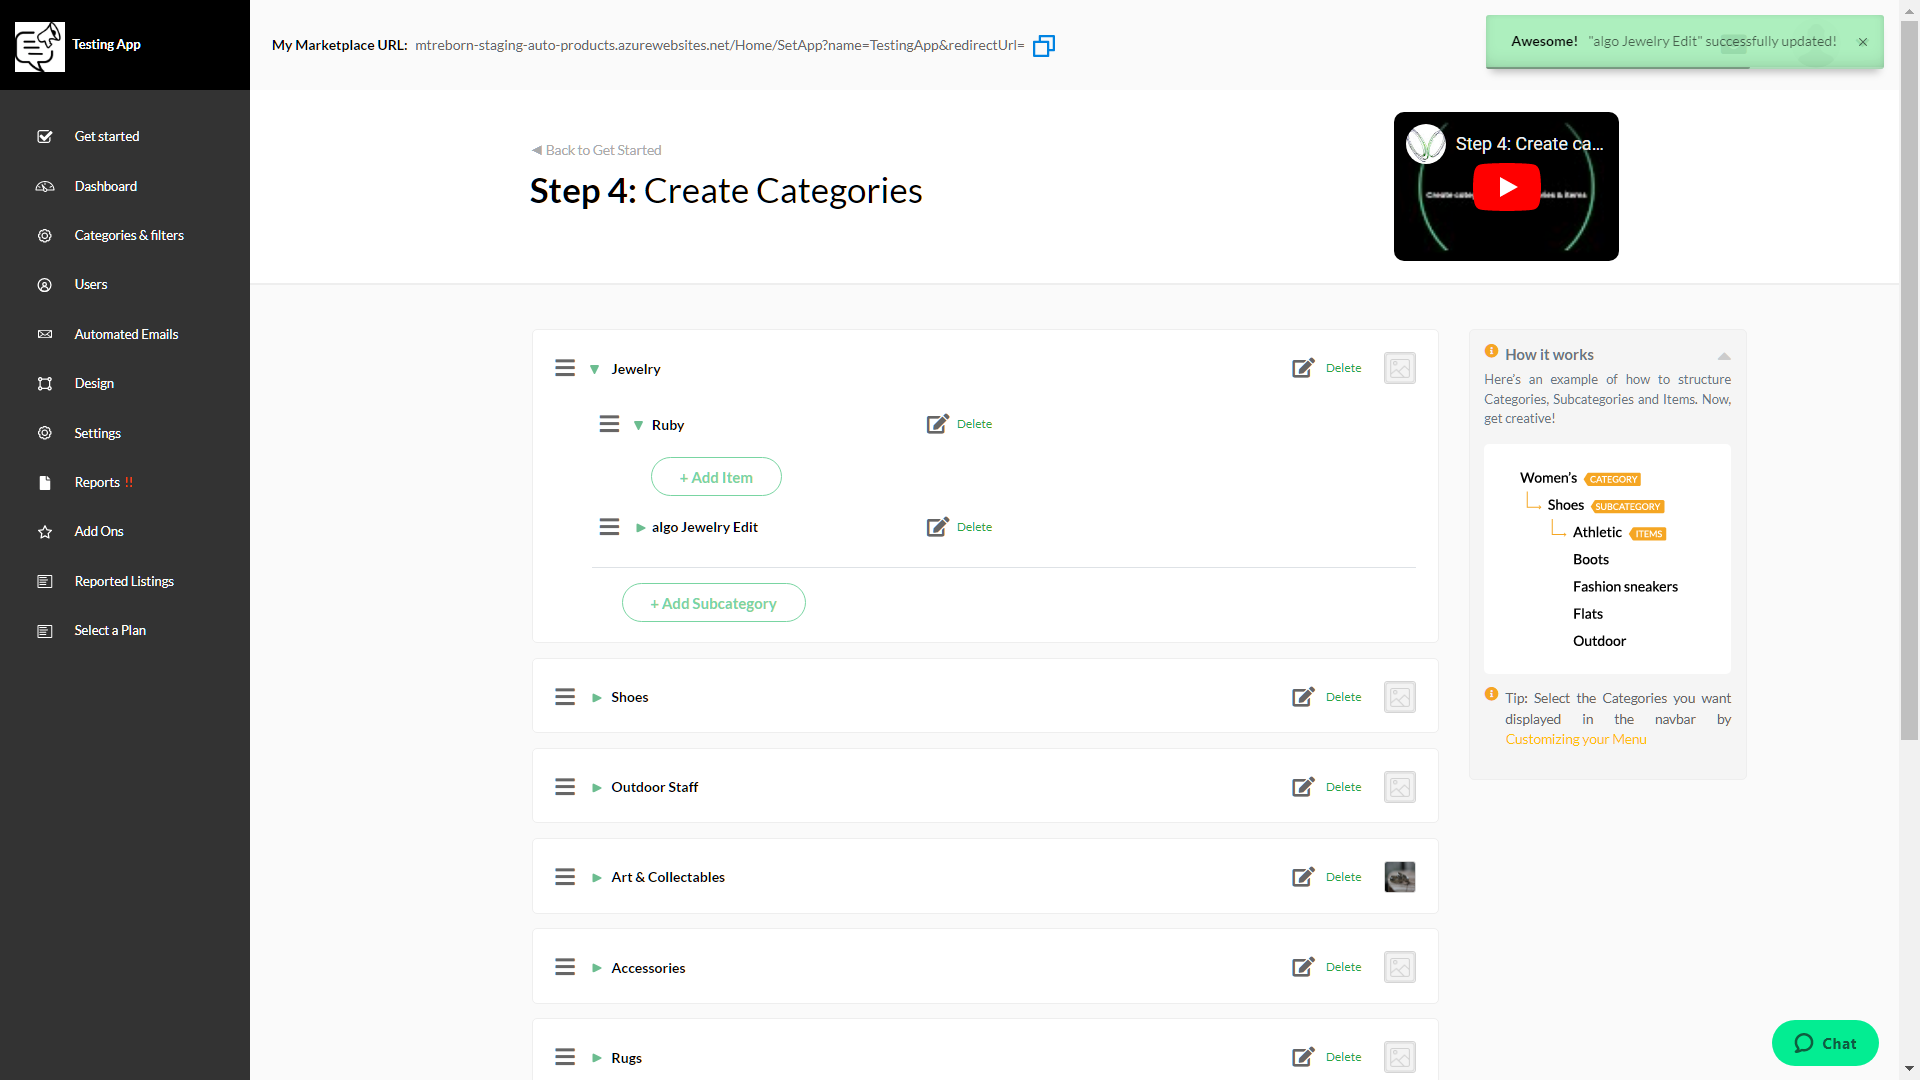 Testing App
My Marketplace URL: mtreborn-staging-auto-products.azurewebsites.net/Home/SetApp?name=TestingApp&redirectUrl=
Awesome! "algo Jewelry Edit" successfully updated! ×
Get started
Dashboard
Categories & filters
Users
Automated Emails
Design
Settings
Reports !!
Add Ons
Reported Listings
Select a Plan
◀ Back to Get Started
Step 4: Create Categories
Step 4: Create ca...
Jewelry
Delete
Ruby
Delete
+ Add Item
algo Jewelry Edit
Delete
+ Add Subcategory
Shoes
Delete
Outdoor Staff
Delete
Art & Collectables
Delete
Accessories
Delete
Rugs
Delete
How it works
Here's an example of how to structure
Categories, Subcategories and Items. Now,
get creative!
Women's CATEGORY
Shoes SUBCATEGORY
Athletic ITEMS
Boots
Fashion sneakers
Flats
Outdoor
Tip: Select the Categories you want
displayed in the navbar by
Customizing your Menu
Chat